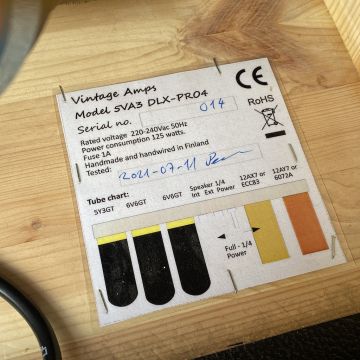 Vintage Amps
Model 5VA3 DLX-PRO4
Serial no. 014
CE
RoHS
Rated voltage 220-240Vac 50Hz
Power consumption 125 watts.
Fuse 1A
Handmade and handwired in Finland
Tested: 2021-07-11
Tube chart:
5Y3GT 6V6GT 6V6GT Speaker 1/4 Int Ext Power 12AX7 or ECC83 12AX7 or 6072A
Full - 1/4 Power